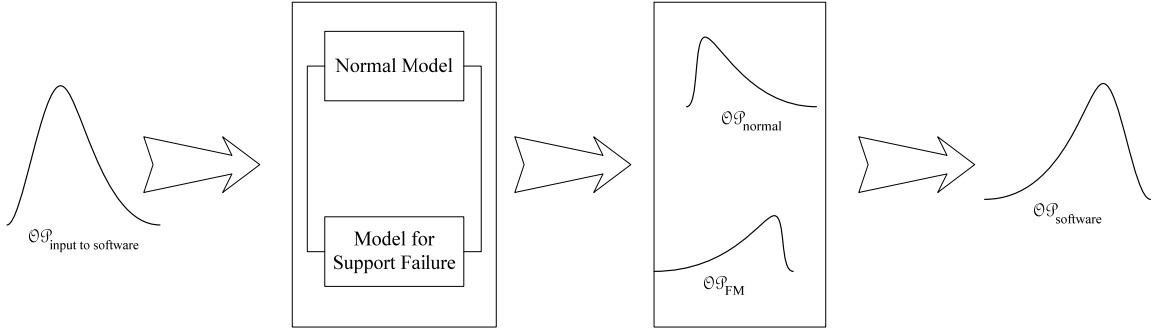 𝒪𝒫input to software
Normal Model
Model for
Support Failure
𝒪𝒫normal
𝒪𝒫FM
𝒪𝒫software